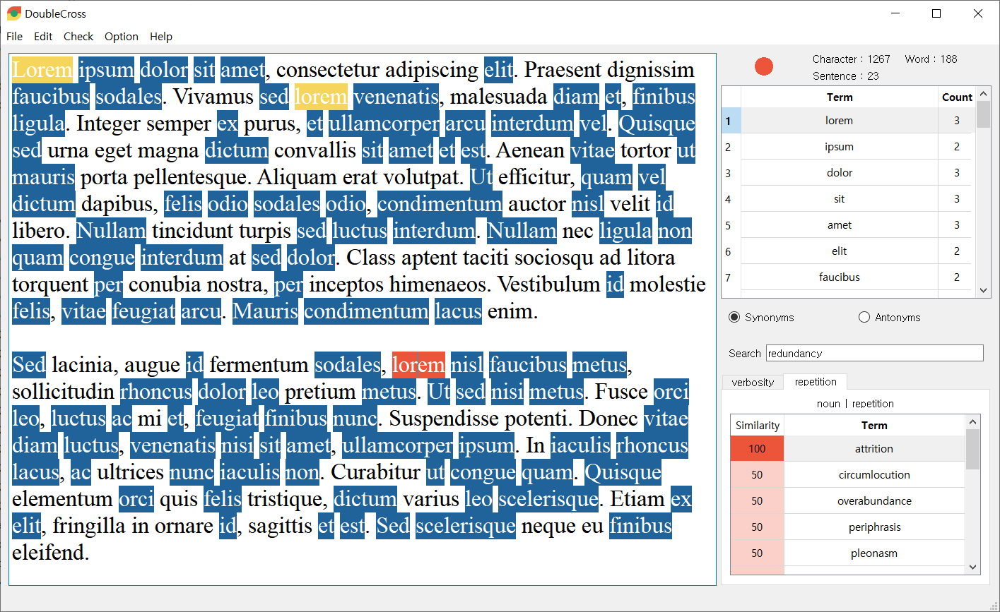 DoubleCross
File Edit Check Option Help
Lorem ipsum dolor sit amet, consectetur adipiscing elit. Praesent dignissim
faucibus sodales. Vivamus sed lorem venenatis, malesuada diam et, finibus
ligula. Integer semper ex purus, et ullamcorper arcu interdum vel. Quisque
sed urna eget magna dictum convallis sit amet et est. Aenean vitae tortor ut
mauris porta pellentesque. Aliquam erat volutpat. Ut efficitur, quam vel
dictum dapibus, felis odio sodales odio, condimentum auctor nisl velit id
libero. Nullam tincidunt turpis sed luctus interdum. Nullam nec ligula non
quam congue interdum at sed dolor. Class aptent taciti sociosqu ad litora
torquent per conubia nostra, per inceptos himenaeos. Vestibulum id molestie
felis, vitae feugiat arcu. Mauris condimentum lacus enim.
Sed lacinia, augue id fermentum sodales, lorem nisl faucibus metus,
sollicitudin rhoncus dolor leo pretium metus. Ut sed nisi metus. Fusce orci
leo, luctus ac mi et, feugiat finibus nunc. Suspendisse potenti. Donec vitae
diam luctus, venenatis nisi sit amet, ullamcorper ipsum. In iaculis rhoncus
lacus, ac ultrices nunc iaculis non. Curabitur ut congue quam. Quisque
elementum orci quis felis tristique, dictum varius leo scelerisque. Etiam ex
elit, fringilla in ornare id, sagittis et est. Sed scelerisque neque eu finibus
eleifend.
Character : 1267 Word : 188
Sentence : 23
Term Count
1 lorem 3
2 ipsum 2
3 dolor 3
4 sit 3
5 amet 3
6 elit 2
7 faucibus 2
Synonyms Antonyms
Search redundancy
verbosity repetition
noun | repetition
Similarity Term
100 attrition
50 circumlocution
50 overabundance
50 periphrasis
50 pleonasm